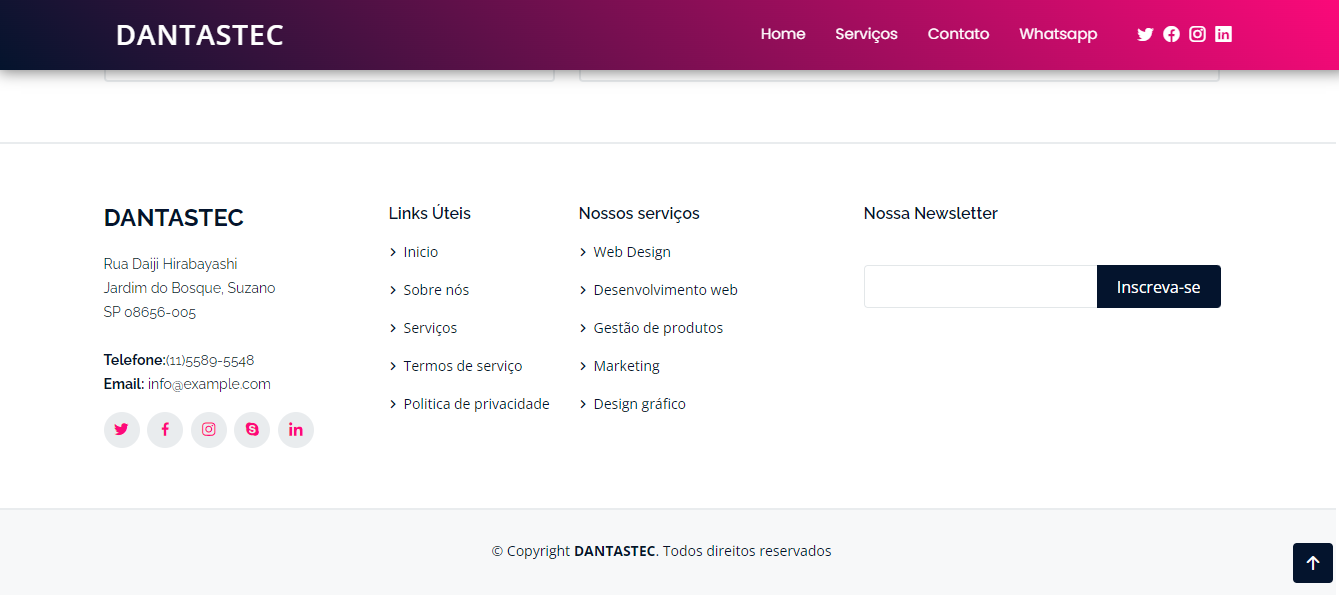 DANTASTEC
Home Serviços Contato Whatsapp
DANTASTEC
Rua Daiji Hirabayashi
Jardim do Bosque, Suzano
SP 08656-005
Telefone:(11)5589-5548
Email: info@example.com
Links Úteis
Inicio
Sobre nós
Serviços
Termos de serviço
Politica de privacidade
Nossos serviços
Web Design
Desenvolvimento web
Gestão de produtos
Marketing
Design gráfico
Nossa Newsletter
Inscreva-se
© Copyright DANTASTEC. Todos direitos reservados